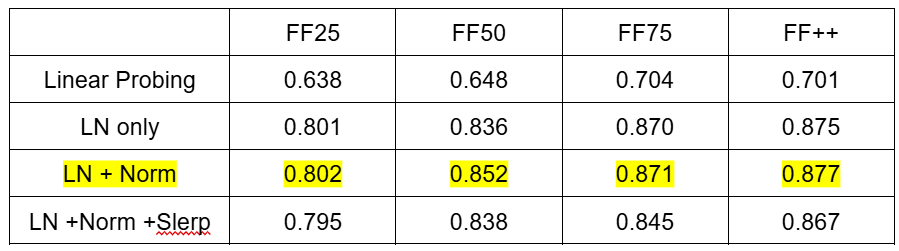 FF25 FF50 FF75 FF++
Linear Probing 0.638 0.648 0.704 0.701
LN only 0.801 0.836 0.870 0.875
LN + Norm 0.802 0.852 0.871 0.877
LN +Norm +Slerp 0.795 0.838 0.845 0.867